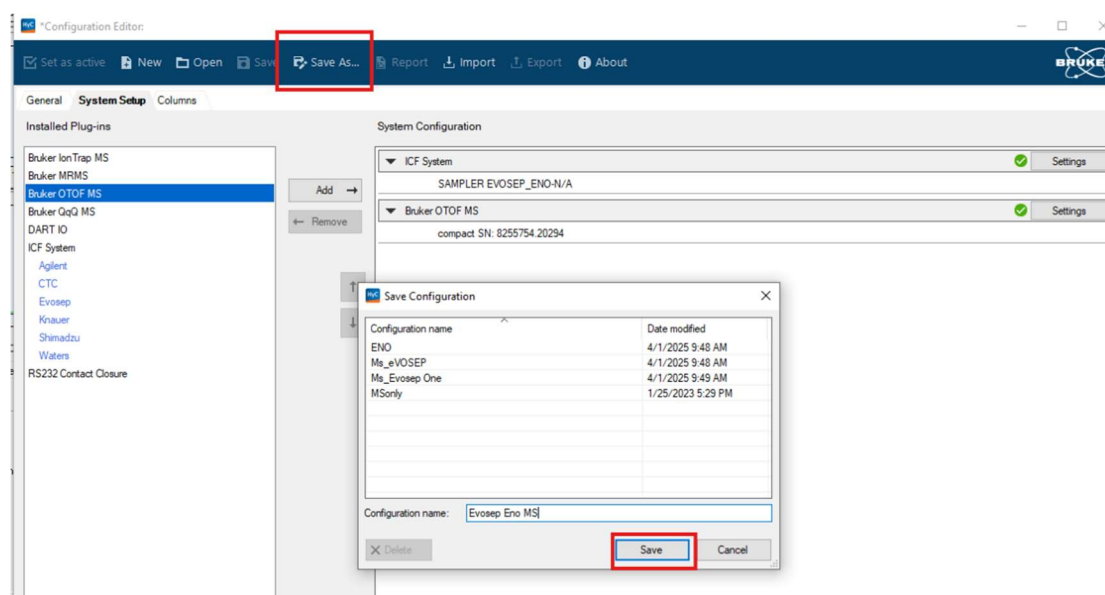 HyC *Configuration Editor:
Set as active New Open Save Save As... Report Import Export About
BRUKER
General System Setup Columns
Installed Plug-ins
Bruker IonTrap MS
Bruker MRMS
Bruker OTOF MS
Bruker QqQ MS
DART IO
ICF System
Agilent
CTC
Evosep
Knauer
Shimadzu
Waters
RS232 Contact Closure
Add →
← Remove
↑
↓
System Configuration
ICF System Settings
SAMPLER EVOSEP_ENO-N/A
Bruker OTOF MS Settings
compact SN: 8255754.20294
HyC Save Configuration
Configuration name Date modified
ENO 4/1/2025 9:48 AM
Ms_eVOSEP 4/1/2025 9:48 AM
Ms_Evosep One 4/1/2025 9:49 AM
MSonly 1/25/2023 5:29 PM
Configuration name: Evosep Eno MS
Delete Save Cancel